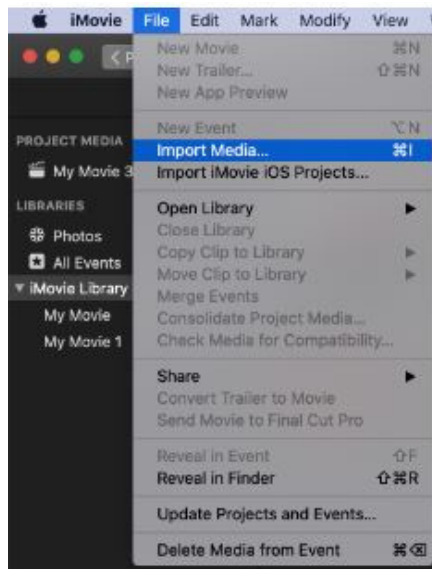 iMovie File Edit Mark Modify View
New Movie ⌘N
New Trailer... ⇧⌘N
New App Preview
New Event ⌥N
PROJECT MEDIA
Import Media... ⌘I
My Movie 3
Import iMovie iOS Projects...
LIBRARIES
Open Library
Close Library
Photos
Copy Clip to Library
All Events
Move Clip to Library
iMovie Library
Merge Events
My Movie
Consolidate Project Media...
My Movie 1
Check Media for Compatibility...
Share
Convert Trailer to Movie
Send Movie to Final Cut Pro
Reveal in Event ⇧F
Reveal in Finder ⇧⌘R
Update Projects and Events...
Delete Media from Event ⌘⌫